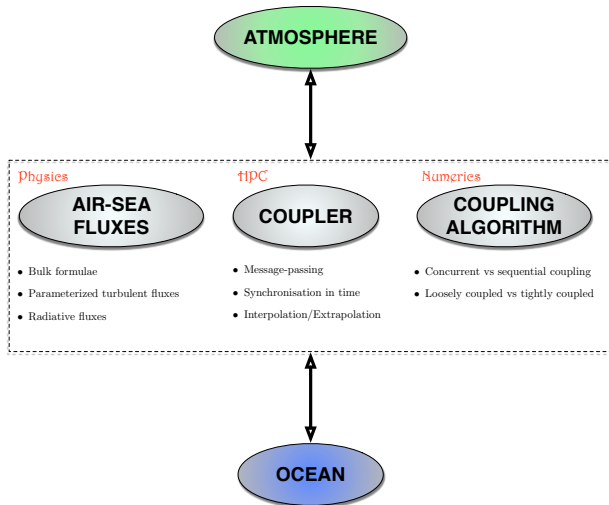 ATMOSPHERE
Physics
HPC
Numerics
AIR-SEA
FLUXES
COUPLER
COUPLING
ALGORITHM
• Bulk formulae
• Parameterized turbulent fluxes
• Radiative fluxes
• Message-passing
• Synchronisation in time
• Interpolation/Extrapolation
• Concurrent vs sequential coupling
• Loosely coupled vs tightly coupled
OCEAN